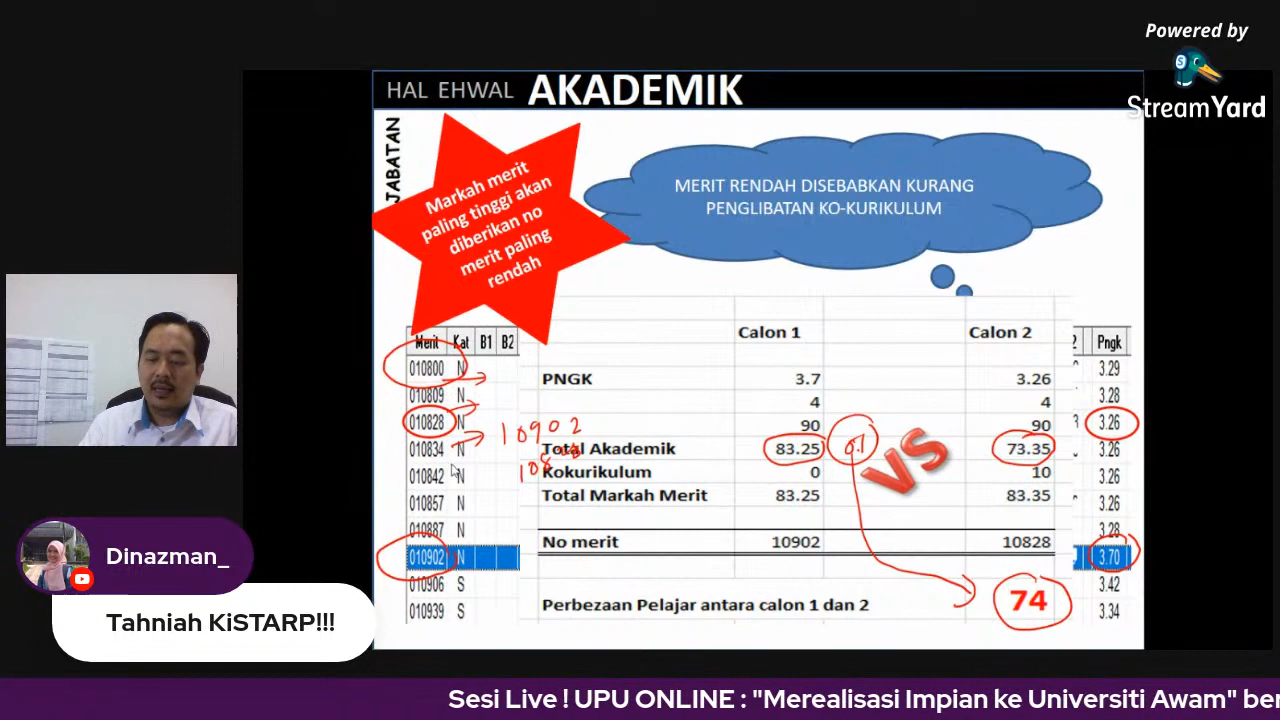 Powered by
StreamYard
HAL EHWAL AKADEMIK
JABATAN
Markah merit
paling tinggi akan
diberikan no
merit paling
rendah
MERIT RENDAH DISEBABKAN KURANG
PENGLIBATAN KO-KURIKULUM
Merit Kat B1 B2
010800 N
010809 N
010828 N
010834 N
010842 N
010857 N
010887 N
010902 N
010906 S
010939 S
10902
Calon 1 Calon 2
PNGK 3.7 3.26
4 4
90 90
Total Akademik 83.25 0.1 73.35
Kokurikulum 0 10
Total Markah Merit 83.25 83.35
No merit 10902 10828
Perbezaan Pelajar antara calon 1 dan 2 74
VS
Pngk
3.29
3.28
3.26
3.26
3.26
3.26
3.28
3.70
3.42
3.34
Dinazman_
Tahniah KiSTARP!!!
Sesi Live ! UPU ONLINE : "Merealisasi Impian ke Universiti Awam" ber